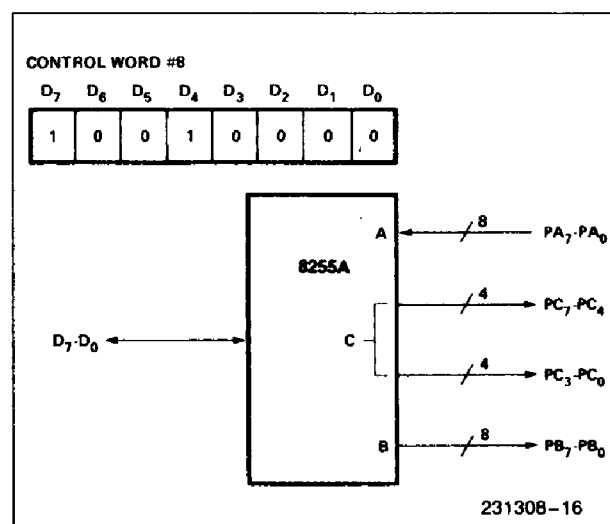 CONTROL WORD #8
D7 D6 D5 D4 D3 D2 D1 D0
1 0 0 1 0 0 0 0
A 8 PA7-PA0
8255A
4 PC7-PC4
D7-D0 C
4 PC3-PC0
B 8 PB7-PB0
231308-16